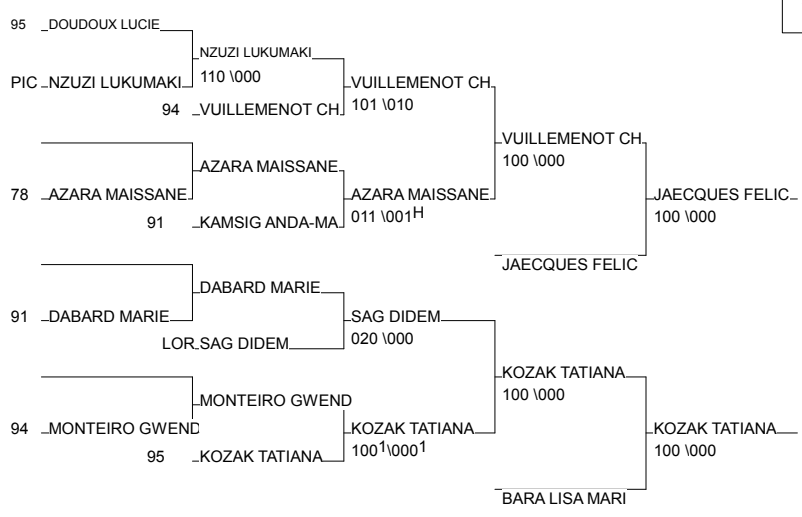 95 DOUDOUX LUCIE
NZUZI LUKUMAKI
PIC NZUZI LUKUMAKI
110 \000
VUILLEMENOT CH
94 VUILLEMENOT CH
101 \010
VUILLEMENOT CH
100 \000
AZARA MAISSANE
78 AZARA MAISSANE
AZARA MAISSANE
011 \001H
JAECQUES FELIC
100 \000
91 KAMSIG ANDA-MA
JAECQUES FELIC
DABARD MARIE
91 DABARD MARIE
SAG DIDEM
020 \000
LOR SAG DIDEM
KOZAK TATIANA
100 \000
MONTEIRO GWEND
94 MONTEIRO GWEND
KOZAK TATIANA
1001\0001
KOZAK TATIANA
100 \000
95 KOZAK TATIANA
BARA LISA MARI